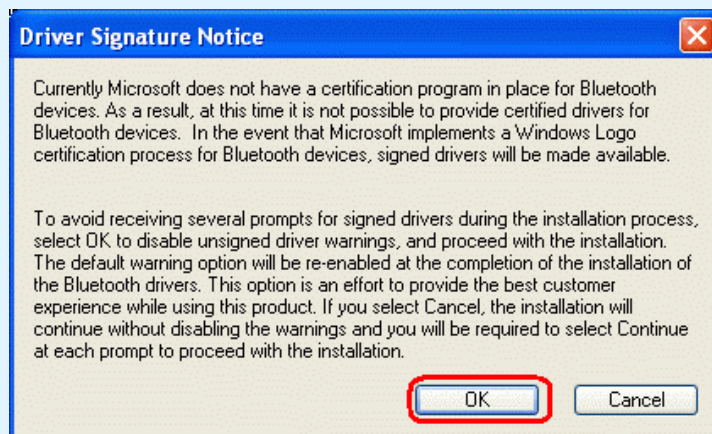 Driver Signature Notice
Currently Microsoft does not have a certification program in place for Bluetooth
devices. As a result, at this time it is not possible to provide certified drivers for
Bluetooth devices.  In the event that Microsoft implements a Windows Logo
certification process for Bluetooth devices, signed drivers will be made available.
To avoid receiving several prompts for signed drivers during the installation process,
select OK to disable unsigned driver warnings, and proceed with the installation.
The default warning option will be re-enabled at the completion of the installation of
the Bluetooth drivers. This option is an effort to provide the best customer
experience while using this product. If you select Cancel, the installation will
continue without disabling the warnings and you will be required to select Continue
at each prompt to proceed with the installation.
OK Cancel